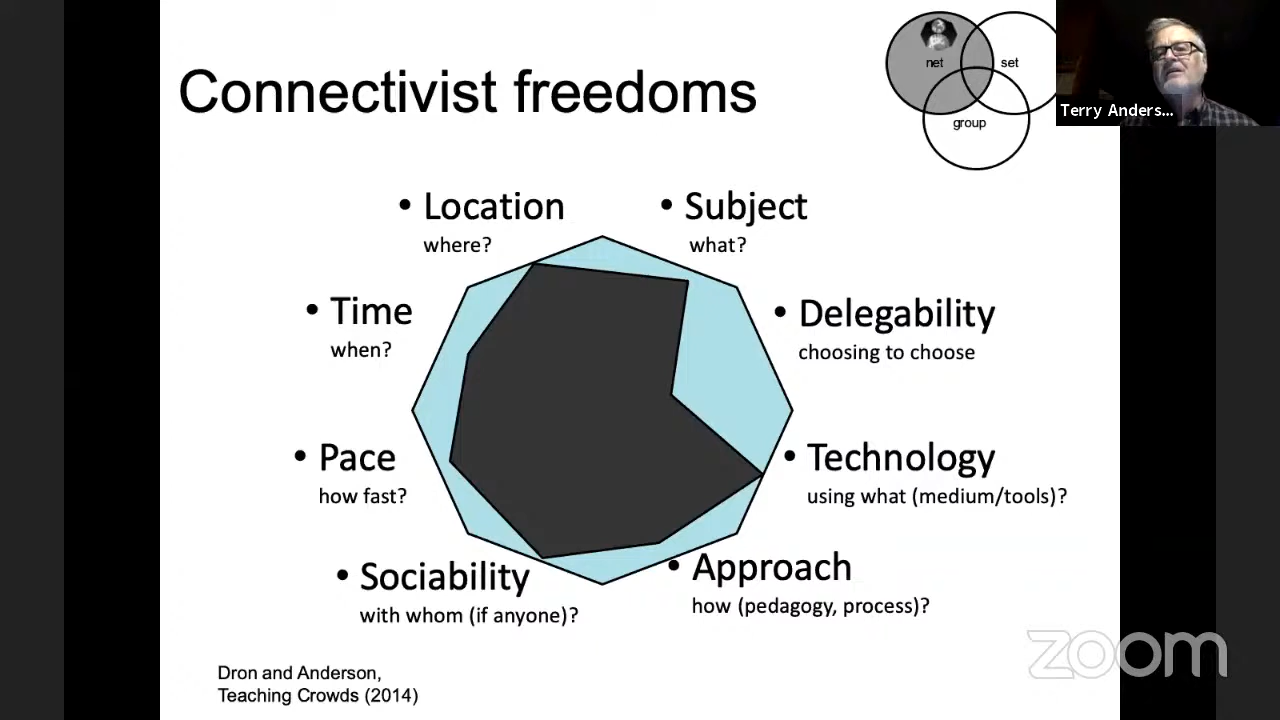 Connectivist freedoms
net
set
group
Terry Anders...
• Location
where?
• Subject
what?
• Time
when?
• Delegability
choosing to choose
• Pace
how fast?
• Technology
using what (medium/tools)?
• Sociability
with whom (if anyone)?
• Approach
how (pedagogy, process)?
Dron and Anderson,
Teaching Crowds (2014)
zoom